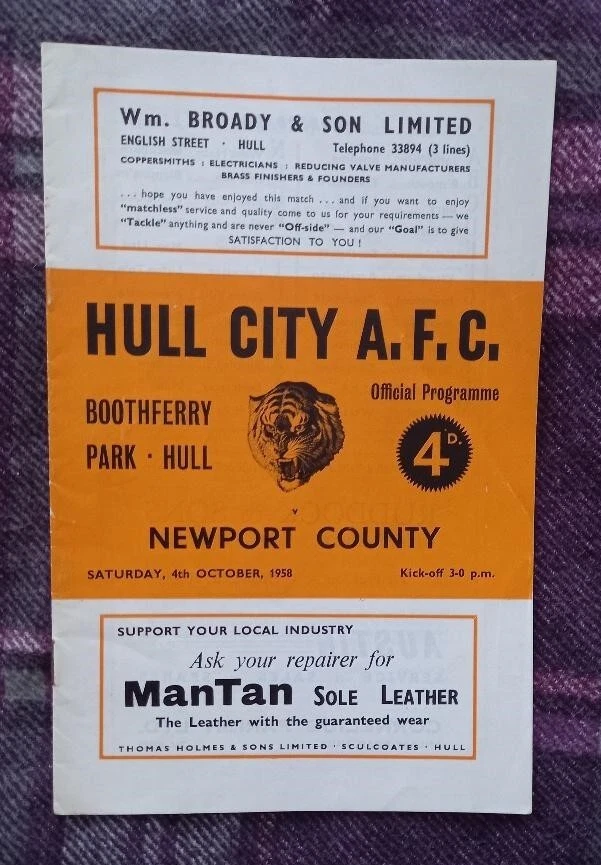 Wm. BROADY & SON LIMITED
ENGLISH STREET · HULL Telephone 33894 (3 lines)
COPPERSMITHS : ELECTRICIANS : REDUCING VALVE MANUFACTURERS
BRASS FINISHERS & FOUNDERS
. . . hope you have enjoyed this match . . . and if you want to enjoy
"matchless" service and quality come to us for your requirements — we
"Tackle" anything and are never "Off-side" — and our "Goal" is to give
SATISFACTION TO YOU !
HULL CITY A.F.C.
BOOTHFERRY
PARK · HULL
Official Programme
4D.
v
NEWPORT COUNTY
SATURDAY, 4th OCTOBER, 1958 Kick-off 3-0 p.m.
SUPPORT YOUR LOCAL INDUSTRY
Ask your repairer for
ManTan SOLE LEATHER
The Leather with the guaranteed wear
THOMAS HOLMES & SONS LIMITED · SCULCOATES · HULL